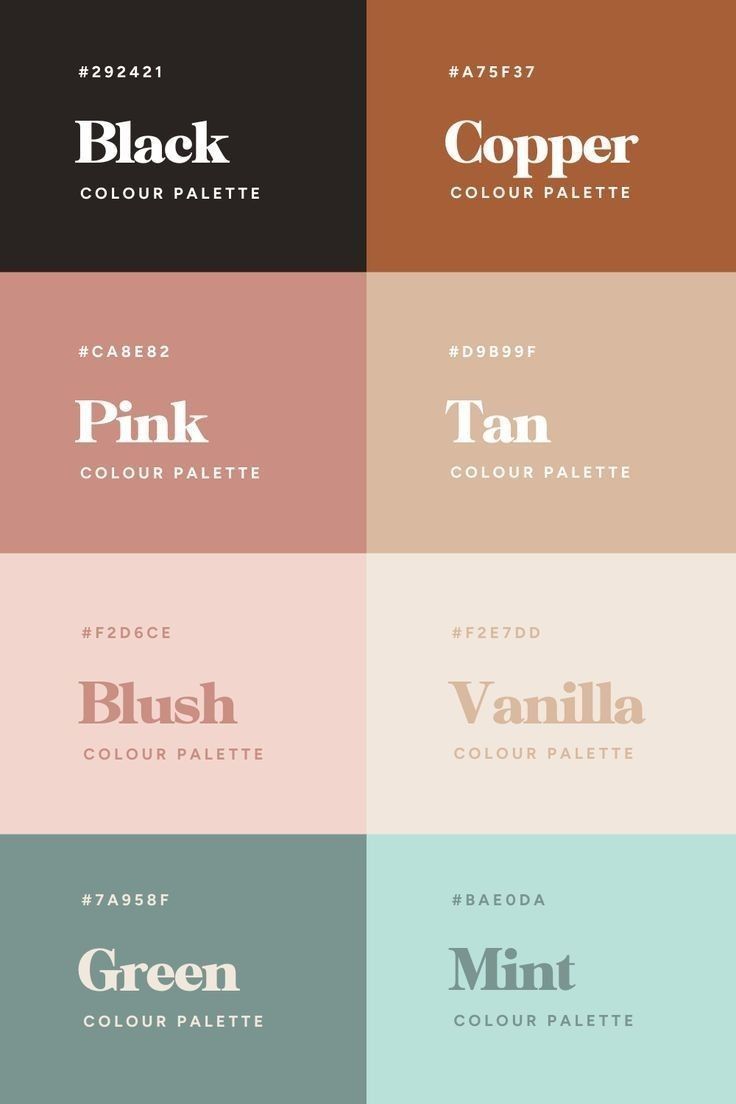 #292421
Black
COLOUR PALETTE
#A75F37
Copper
COLOUR PALETTE
#CA8E82
Pink
COLOUR PALETTE
#D9B99F
Tan
COLOUR PALETTE
#F2D6CE
Blush
COLOUR PALETTE
#F2E7DD
Vanilla
COLOUR PALETTE
#7A958F
Green
COLOUR PALETTE
#BAE0DA
Mint
COLOUR PALETTE